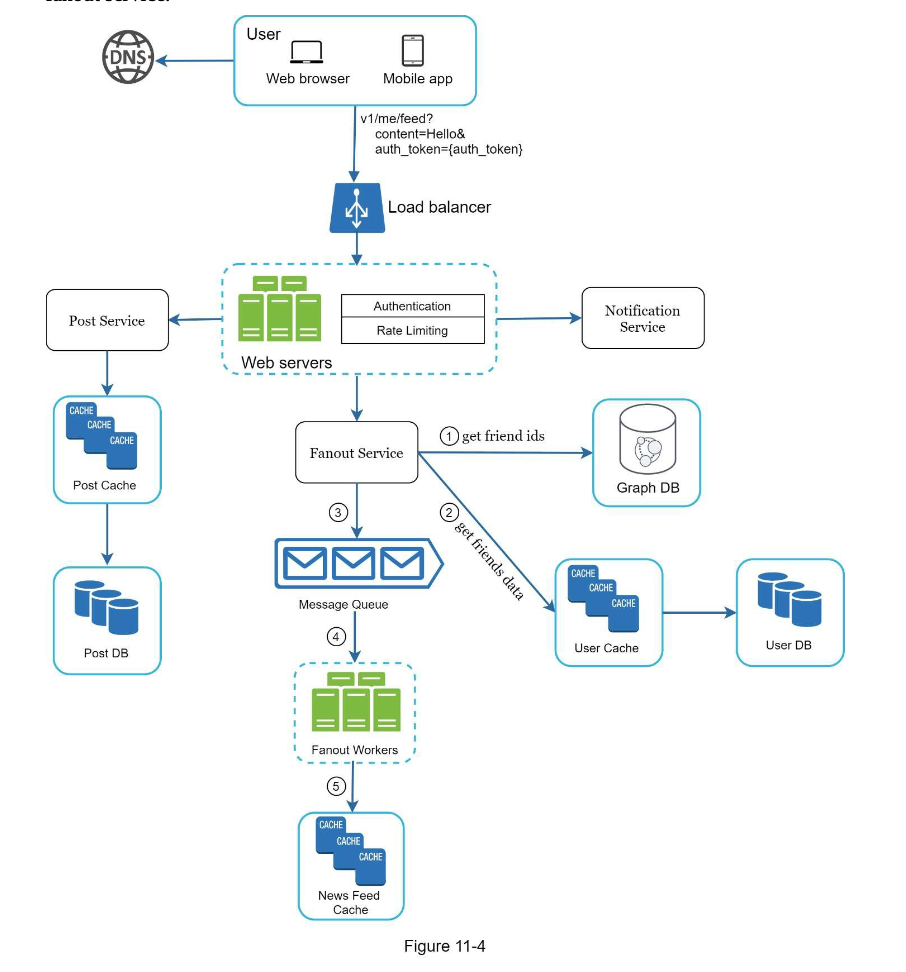 fanout service.
User
DNS
Web browser
Mobile app
v1/me/feed?
content=Hello&
auth_token={auth_token}
Load balancer
Post Service
Authentication
Rate Limiting
Web servers
Notification
Service
CACHE
CACHE
CACHE
Post Cache
Fanout Service
1 get friend ids
Graph DB
2 get friends data
3
Message Queue
CACHE
CACHE
CACHE
User Cache
User DB
Post DB
4
Fanout Workers
5
CACHE
CACHE
CACHE
News Feed
Cache
Figure 11-4